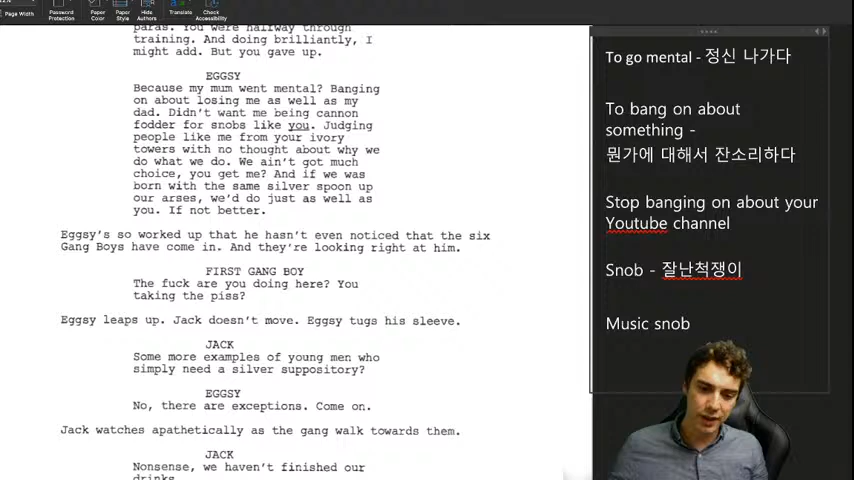 Page Width
Password
Protection
Paper
Color
Paper
Style
Hide
Authors
Translate
Check
Accessibility
paras. You were halfway through
training. And doing brilliantly, I
might add. But you gave up.
EGGSY
Because my mum went mental? Banging
on about losing me as well as my
dad. Didn't want me being cannon
fodder for snobs like you. Judging
people like me from your ivory
towers with no thought about why we
do what we do. We ain't got much
choice, you get me? And if we was
born with the same silver spoon up
our arses, we'd do just as well as
you. If not better.
Eggsy's so worked up that he hasn't even noticed that the six
Gang Boys have come in. And they're looking right at him.
FIRST GANG BOY
The fuck are you doing here? You
taking the piss?
Eggsy leaps up. Jack doesn't move. Eggsy tugs his sleeve.
JACK
Some more examples of young men who
simply need a silver suppository?
EGGSY
No, there are exceptions. Come on.
Jack watches apathetically as the gang walk towards them.
JACK
Nonsense, we haven't finished our
drinks.
To go mental - 정신 나가다
To bang on about
something -
뭔가에 대해서 잔소리하다
Stop banging on about your
Youtube channel
Snob - 잘난척쟁이
Music snob